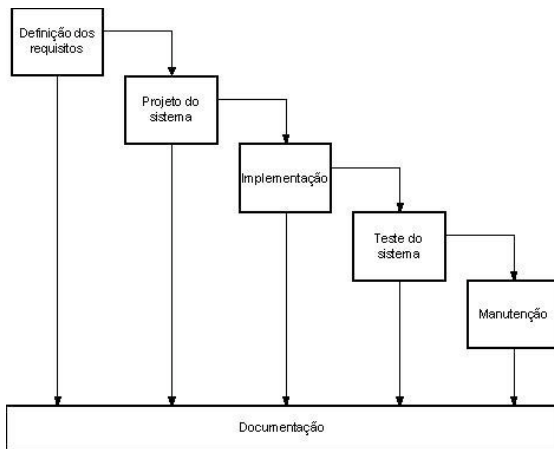 Definição dos
requisitos
Projeto do
sistema
Implementação
Teste do
sistema
Manutenção
Documentação